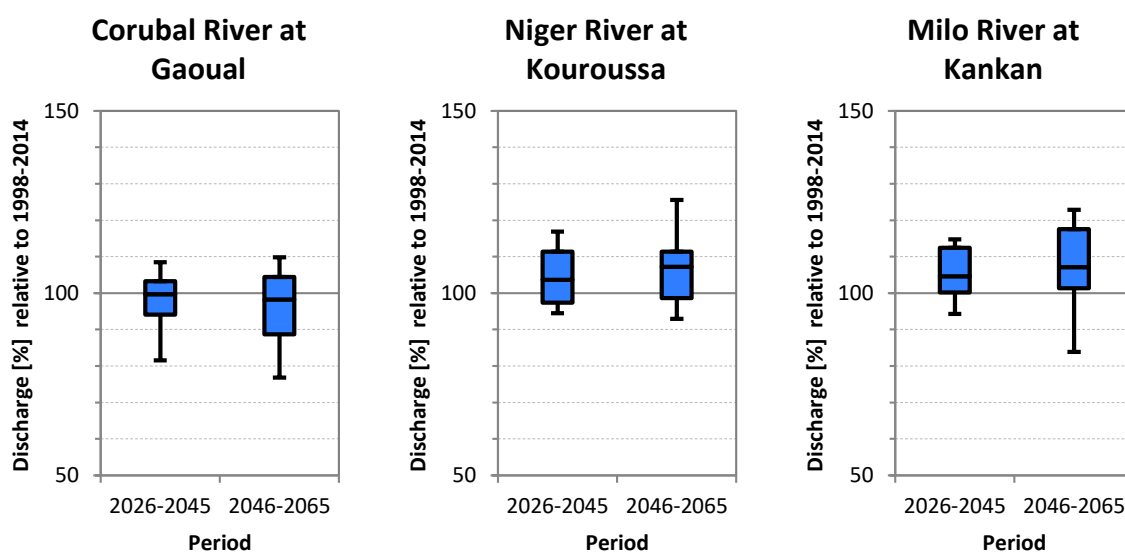 Corubal River at
Gaoual
Discharge [%] relative to 1998-2014
150
100
50
2026-2045 2046-2065
Period
Niger River at
Kouroussa
Discharge [%] relative to 1998-2014
150
100
50
2026-2045 2046-2065
Period
Milo River at
Kankan
Discharge [%] relative to 1998-2014
150
100
50
2026-2045 2046-2065
Period